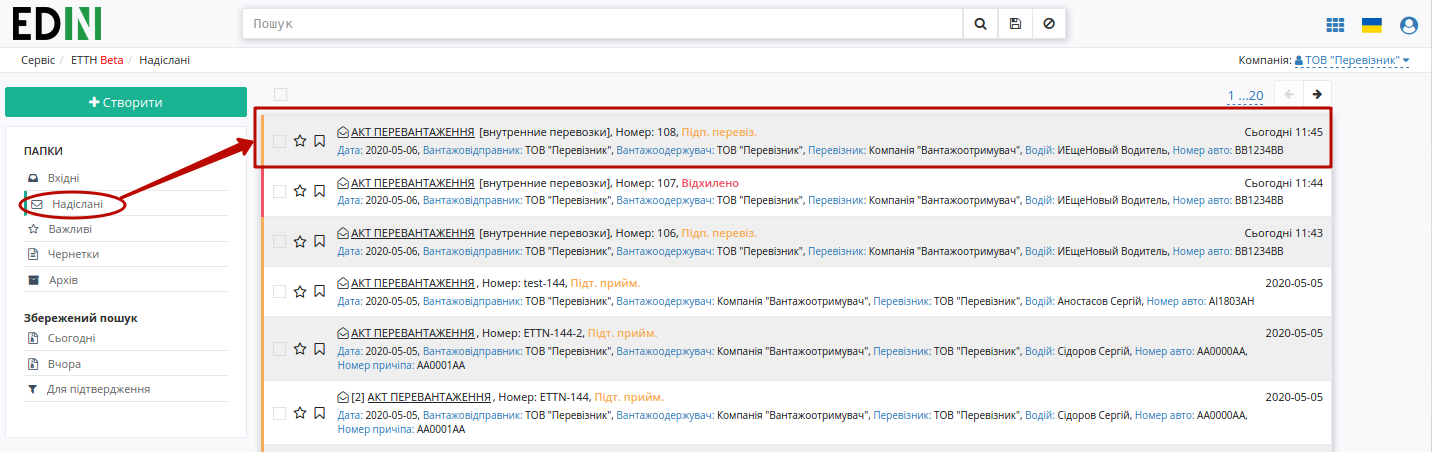 EDIN
Пошук
Сервіс / ЕТТН Beta / Надіслані
Компанія: ТОВ "Перевізник"
Створити
1 ...20
ПАПКИ
Вхідні
Надіслані
Важливі
Чернетки
Архів
Збережений пошук
Сьогодні
Вчора
Для підтвердження
АКТ ПЕРЕВАНТАЖЕННЯ [внутренние перевозки], Номер: 108, Підп. перевіз. Сьогодні 11:45
Дата: 2020-05-06, Вантажовідправник: ТОВ "Перевізник", Вантажоодержувач: ТОВ "Перевізник", Перевізник: Компанія "Вантажоотримувач", Водій: ИЕщеНовый Водитель, Номер авто: BB1234BB
АКТ ПЕРЕВАНТАЖЕННЯ [внутренние перевозки], Номер: 107, Відхилено Сьогодні 11:44
Дата: 2020-05-06, Вантажовідправник: ТОВ "Перевізник", Вантажоодержувач: ТОВ "Перевізник", Перевізник: Компанія "Вантажоотримувач", Водій: ИЕщеНовый Водитель, Номер авто: BB1234BB
АКТ ПЕРЕВАНТАЖЕННЯ [внутренние перевозки], Номер: 106, Підп. перевіз. Сьогодні 11:43
Дата: 2020-05-06, Вантажовідправник: ТОВ "Перевізник", Вантажоодержувач: ТОВ "Перевізник", Перевізник: Компанія "Вантажоотримувач", Водій: ИЕщеНовый Водитель, Номер авто: BB1234BB
АКТ ПЕРЕВАНТАЖЕННЯ , Номер: test-144, Підт. прийм. 2020-05-05
Дата: 2020-05-05, Вантажовідправник: ТОВ "Перевізник", Вантажоодержувач: Компанія "Вантажоотримувач", Перевізник: ТОВ "Перевізник", Водій: Аностасов Сергій, Номер авто: АІ1803АН
АКТ ПЕРЕВАНТАЖЕННЯ , Номер: ETTN-144-2, Підт. прийм. 2020-05-05
Дата: 2020-05-05, Вантажовідправник: ТОВ "Перевізник", Вантажоодержувач: Компанія "Вантажоотримувач", Перевізник: ТОВ "Перевізник", Водій: Сідоров Сергій, Номер авто: АА0000АА,
Номер причіпа: АА0001АА
[2] АКТ ПЕРЕВАНТАЖЕННЯ , Номер: ETTN-144, Підт. прийм. 2020-05-05
Дата: 2020-05-05, Вантажовідправник: ТОВ "Перевізник", Вантажоодержувач: Компанія "Вантажоотримувач", Перевізник: ТОВ "Перевізник", Водій: Сідоров Сергій, Номер авто: АА0000АА,
Номер причіпа: АА0001АА